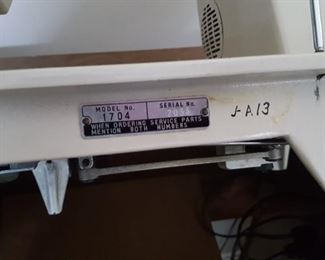 MODEL No. SERIAL No.
1704
WHEN ORDERING SERVICE PARTS
MENTION BOTH NUMBERS
J-A13